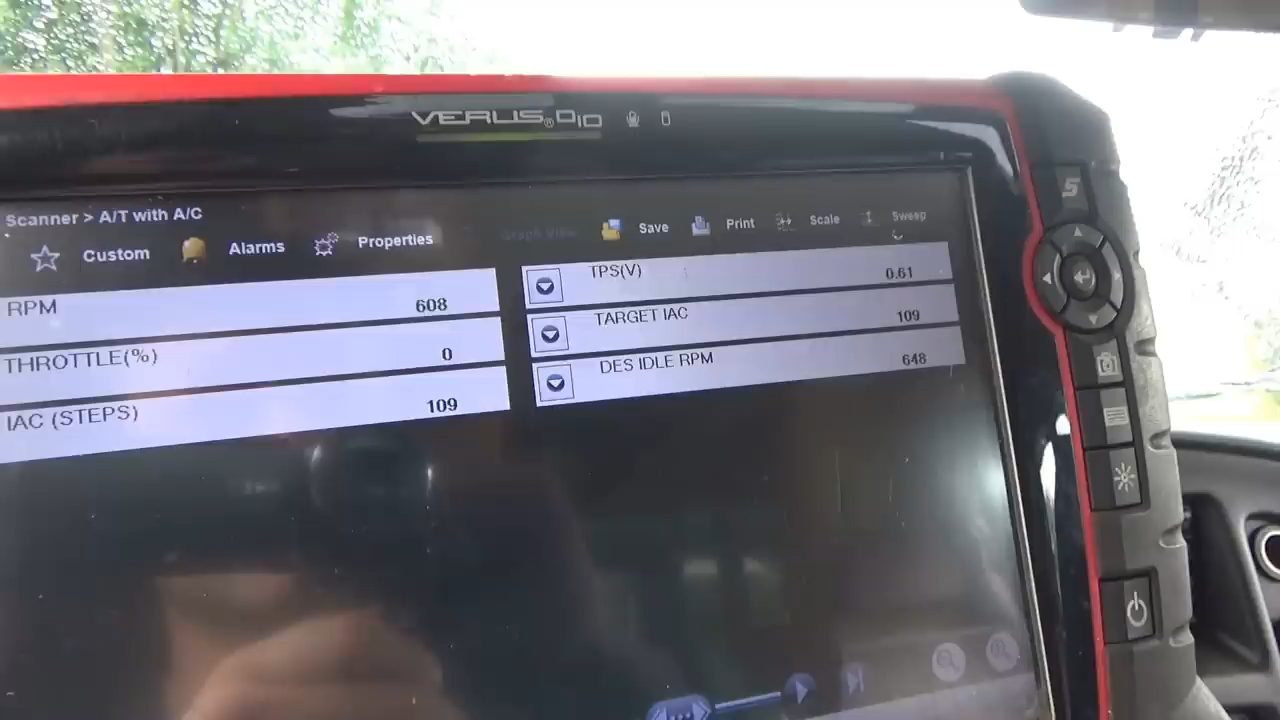 VERUS® D10
Scanner > A/T with A/C
Custom Alarms Properties Graph View Save Print Scale Sweep
RPM 608
THROTTLE(%) 0
IAC (STEPS) 109
TPS(V) 0.61
TARGET IAC 109
DES IDLE RPM 648
S